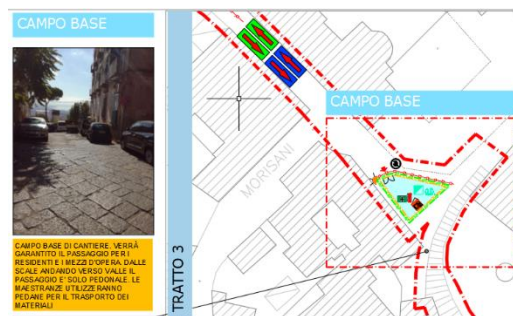 CAMPO BASE
CAMPO BASE DI CANTIERE. VERRÁ
GARANTITO IL PASSAGGIO PER I
RESIDENTI E I MEZZI D'OPERA. DALLE
SCALE ANDANDO VERSO VALLE IL
PASSAGGIO E' SOLO PEDONALE. LE
MAESTRANZE UTILIZZERANNO
PEDANE PER IL TRASPORTO DEI
MATERIALI
TRATTO 3
MORISANI
CAMPO BASE